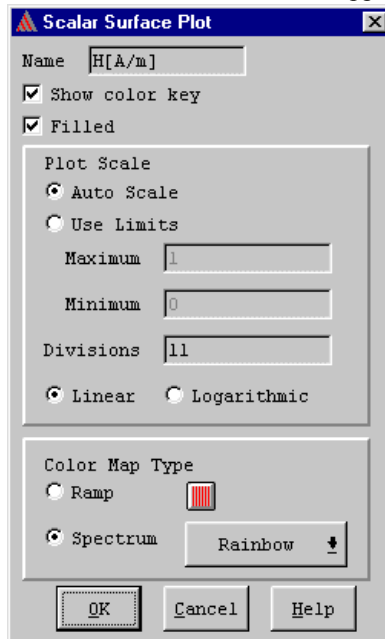 Scalar Surface Plot
Name H[A/m]
Show color key
Filled
Plot Scale
Auto Scale
Use Limits
Maximum 1
Minimum 0
Divisions 11
Linear Logarithmic
Color Map Type
Ramp
Spectrum Rainbow
OK Cancel Help